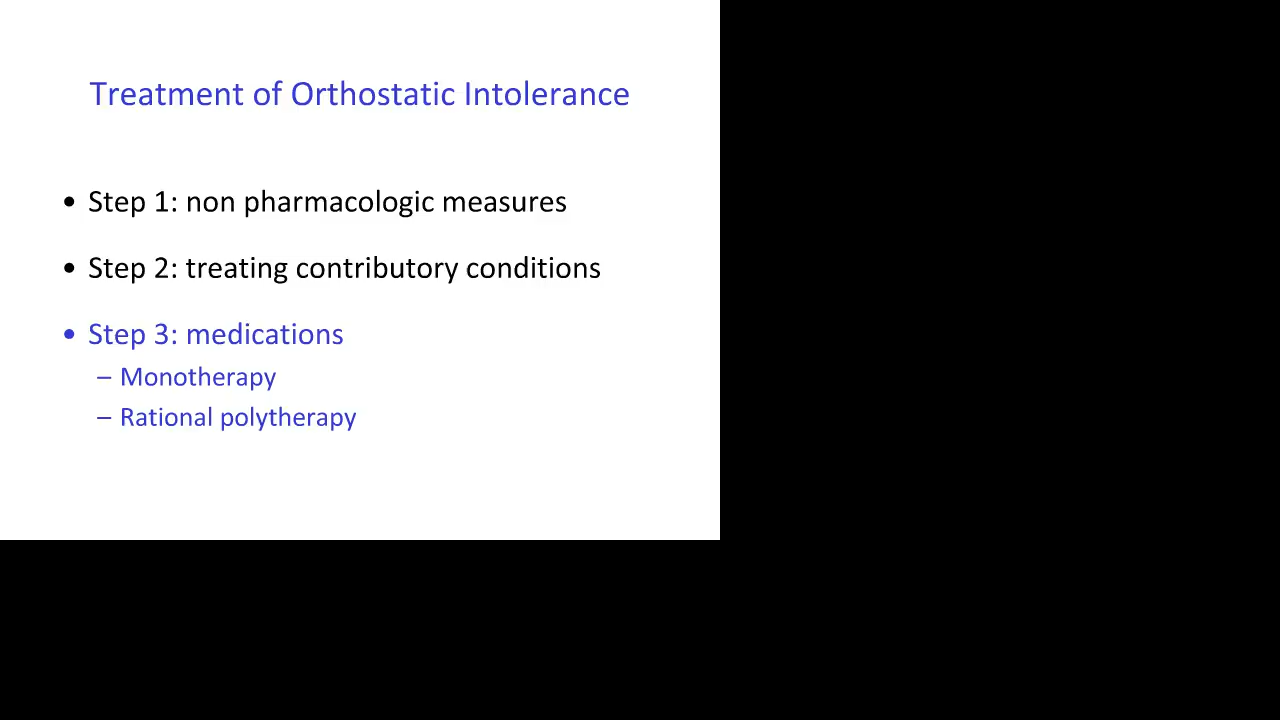 Treatment of Orthostatic Intolerance
• Step 1: non pharmacologic measures
• Step 2: treating contributory conditions
• Step 3: medications
– Monotherapy
– Rational polytherapy